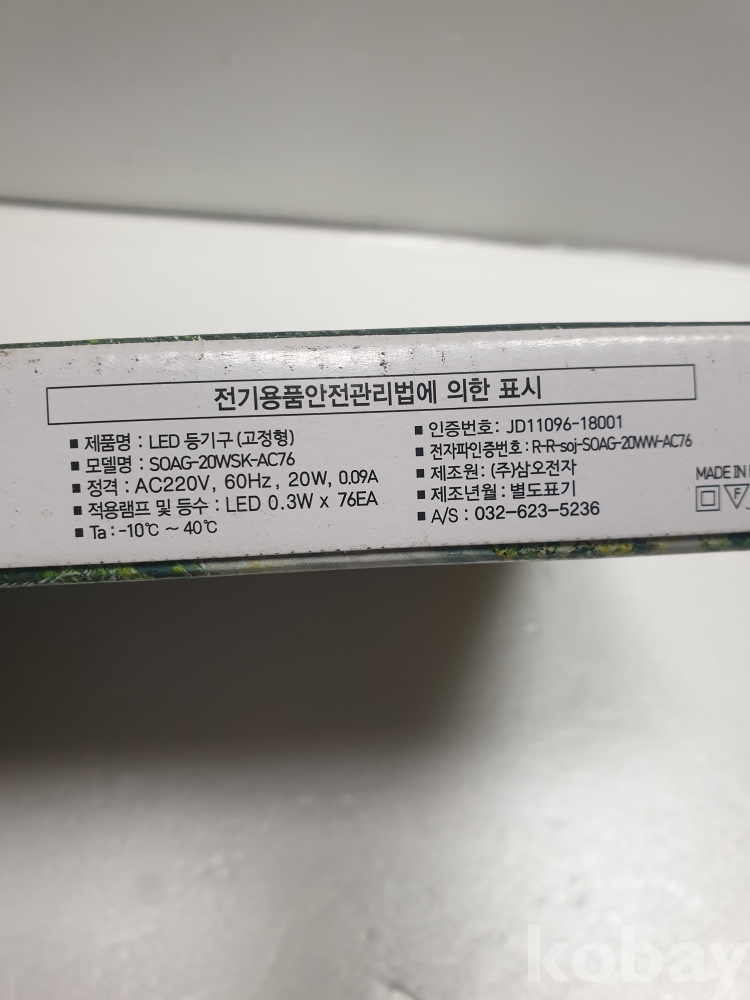 전기용품안전관리법에 의한 표시
■ 제품명 : LED 등기구 (고정형)
■ 모델명 : SOAG-20WSK-AC76
■ 정격 : AC220V, 60Hz, 20W, 0.09A
■ 적용램프 및 등수 : LED 0.3W x 76EA
■ Ta : -10℃ ~ 40℃
■ 인증번호: JD11096-18001
■ 전자파인증번호 : R-R-soj-SOAG-20WW-AC76
■ 제조원 : (주)삼오전자
■ 제조년월 : 별도표기
■ A/S : 032-623-5236
MADE IN
F
kobay